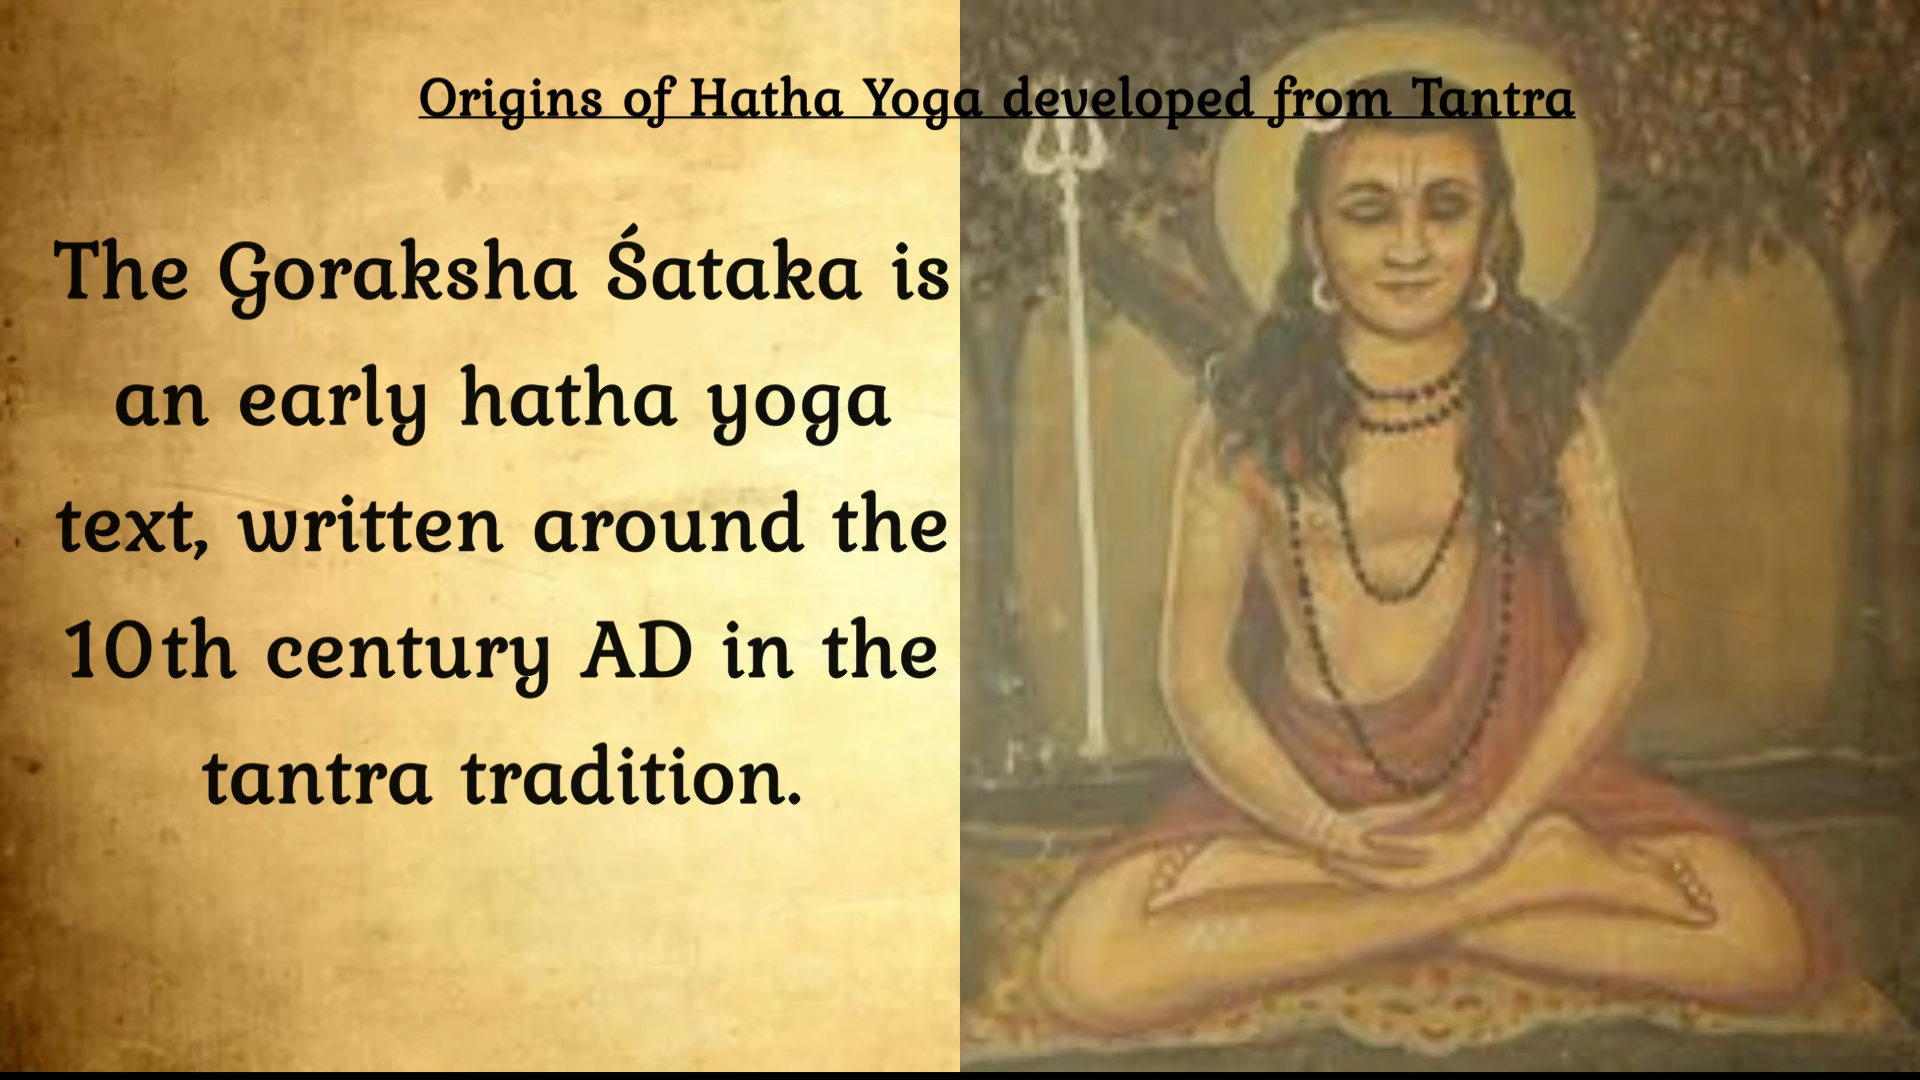 Origins of Hatha Yoga developed from Tantra
The Goraksha Śataka is
an early hatha yoga
text, written around the
10th century AD in the
tantra tradition.